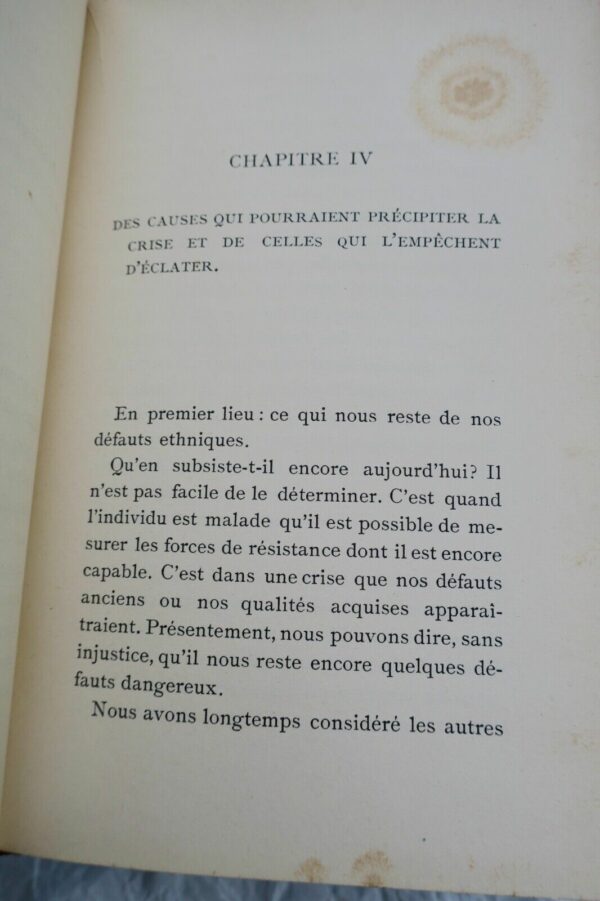 CHAPITRE IV
DES CAUSES QUI POURRAIENT PRÉCIPITER LA
CRISE ET DE CELLES QUI L'EMPÊCHENT
D'ÉCLATER.
En premier lieu : ce qui nous reste de nos
défauts ethniques.
Qu'en subsiste-t-il encore aujourd'hui? Il
n'est pas facile de le déterminer. C'est quand
l'individu est malade qu'il est possible de me-
surer les forces de résistance dont il est encore
capable. C'est dans une crise que nos défauts
anciens ou nos qualités acquises apparaî-
traient. Présentement, nous pouvons dire, sans
injustice, qu'il nous reste encore quelques dé-
fauts dangereux.
Nous avons longtemps considéré les autres